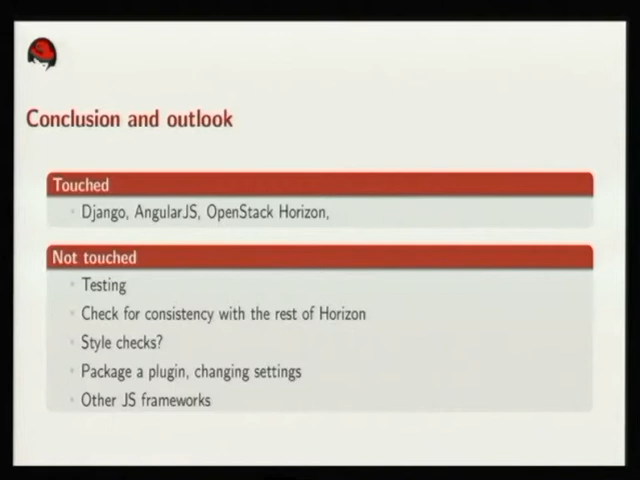 Conclusion and outlook
Touched
Django, AngularJS, OpenStack Horizon,
Not touched
Testing
Check for consistency with the rest of Horizon
Style checks?
Package a plugin, changing settings
Other JS frameworks